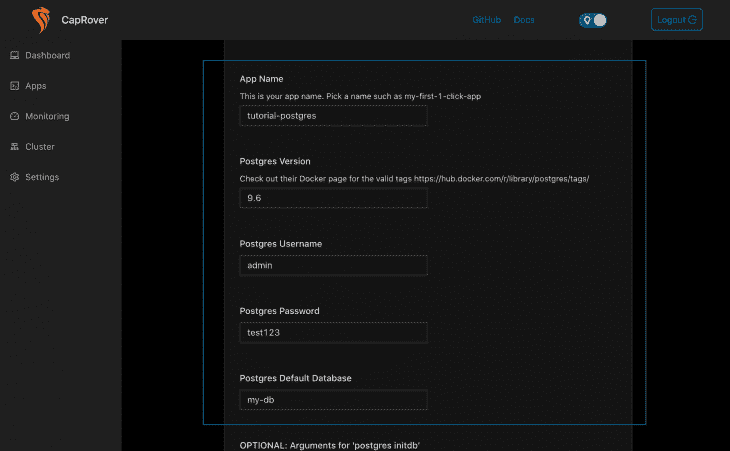 CapRover
GitHub Docs
Logout
Dashboard
Apps
Monitoring
Cluster
Settings
App Name
This is your app name. Pick a name such as my-first-1-click-app
tutorial-postgres
Postgres Version
Check out their Docker page for the valid tags https://hub.docker.com/r/library/postgres/tags/
9.6
Postgres Username
admin
Postgres Password
test123
Postgres Default Database
my-db
OPTIONAL: Arguments for 'postgres initdb'